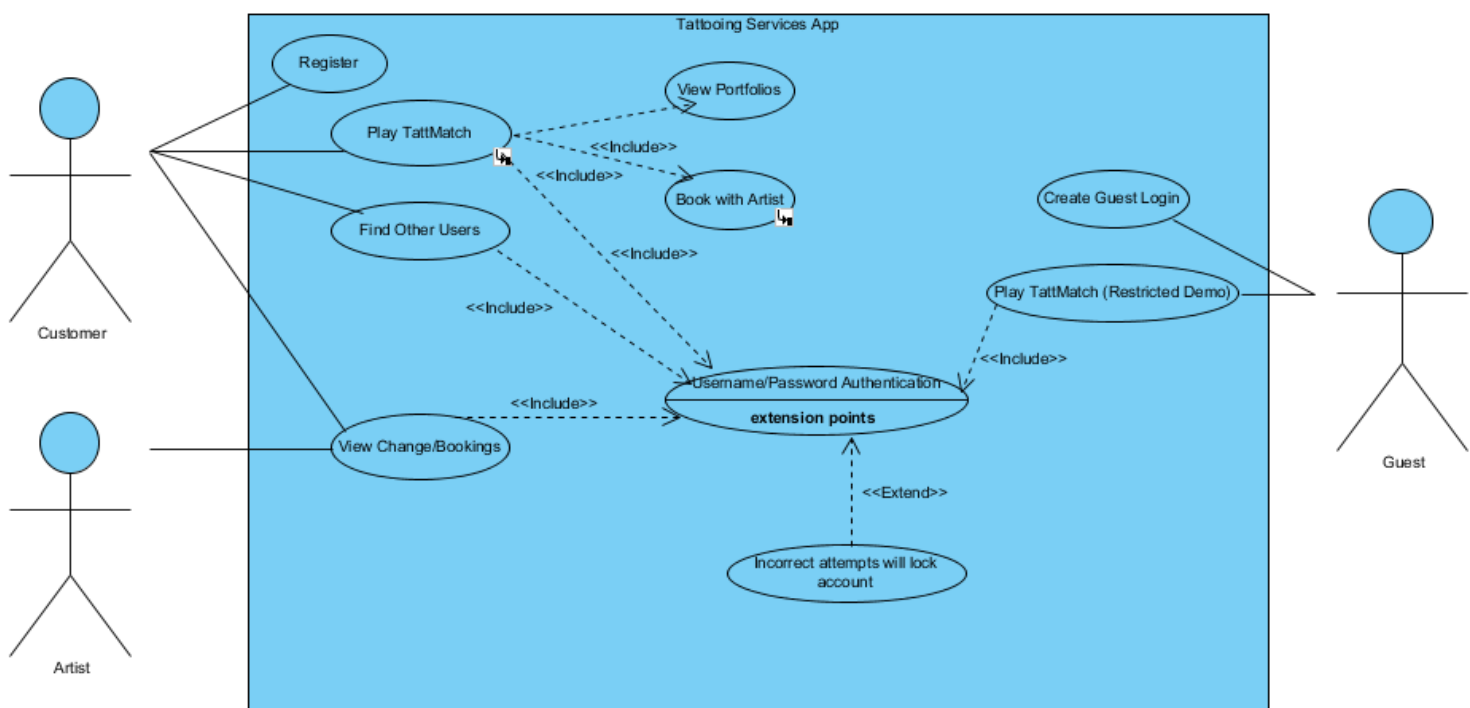 Tattooing Services App
Register
View Portfolios
Play TattMatch
<<Include>>
<<Include>>
Book with Artist
Create Guest Login
Find Other Users
<<Include>>
Play TattMatch (Restricted Demo)
<<Include>>
Customer
<<Include>>
Username/Password Authentication
<<Include>>
extension points
View Change/Bookings
Guest
<<Extend>>
Incorrect attempts will lock
account
Artist